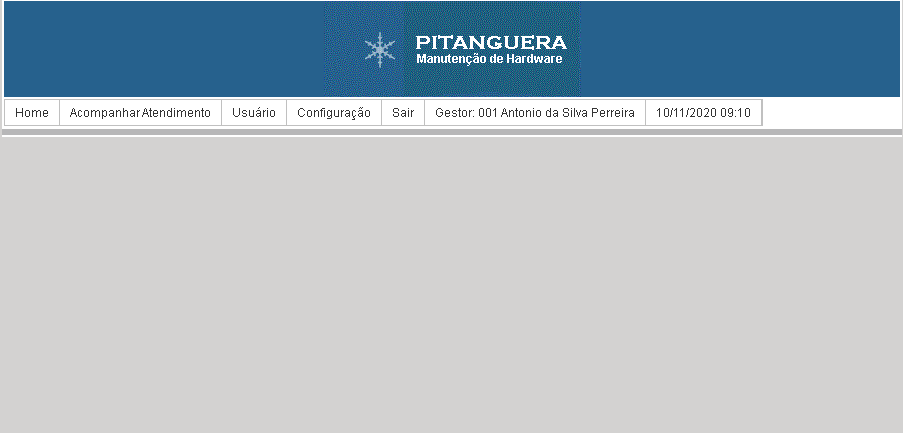 PITANGUERA
Manutenção de Hardware
Home Acompanhar Atendimento Usuário Configuração Sair Gestor: 001 Antonio da Silva Perreira 10/11/2020 09:10